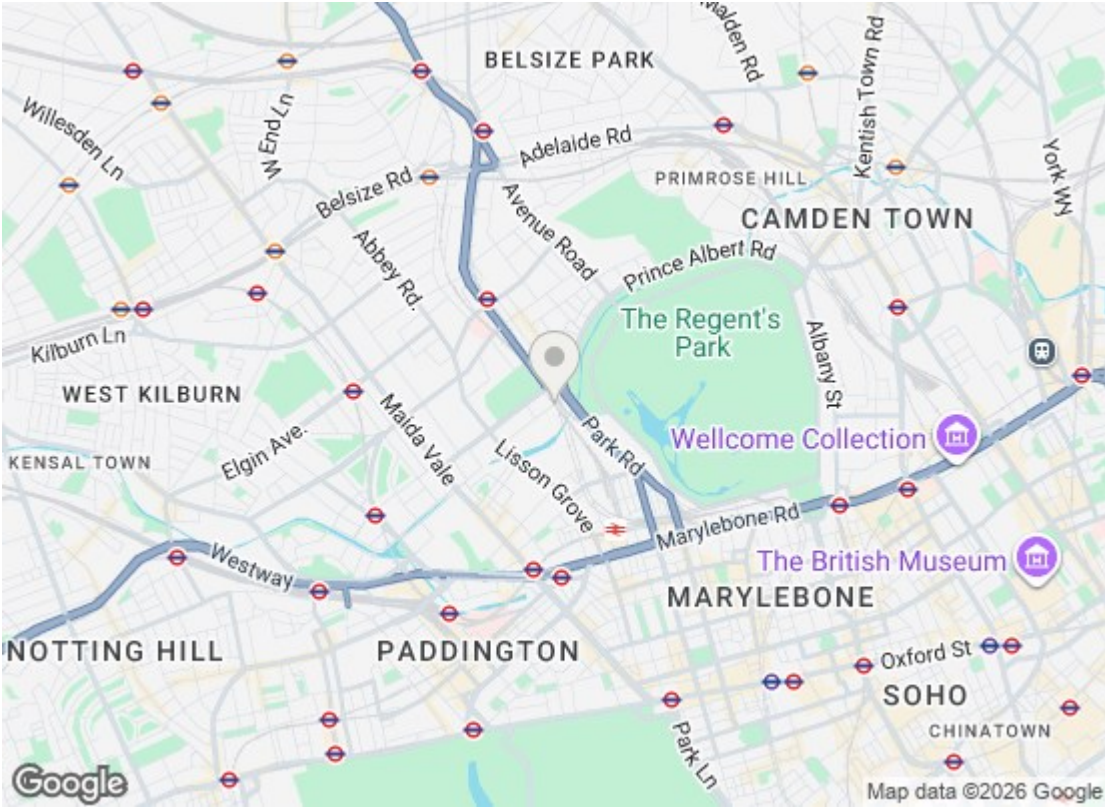 Malden Rd
BELSIZE PARK
Kentish Town Rd
Willesden Ln
W End Ln
Adelaide Rd
York Wy
Belsize Rd
PRIMROSE HILL
Avenue Road
CAMDEN TOWN
Abbey Rd.
Prince Albert Rd
The Regent's
Park
Albany St
Kilburn Ln
WEST KILBURN
Maida Vale
Elgin Ave.
Park Rd
Wellcome Collection
KENSAL TOWN
Lisson Grove
Marylebone Rd
Westway
The British Museum
MARYLEBONE
NOTTING HILL
PADDINGTON
Oxford St
SOHO
Park Ln
CHINATOWN
Google
Map data ©2026 Google